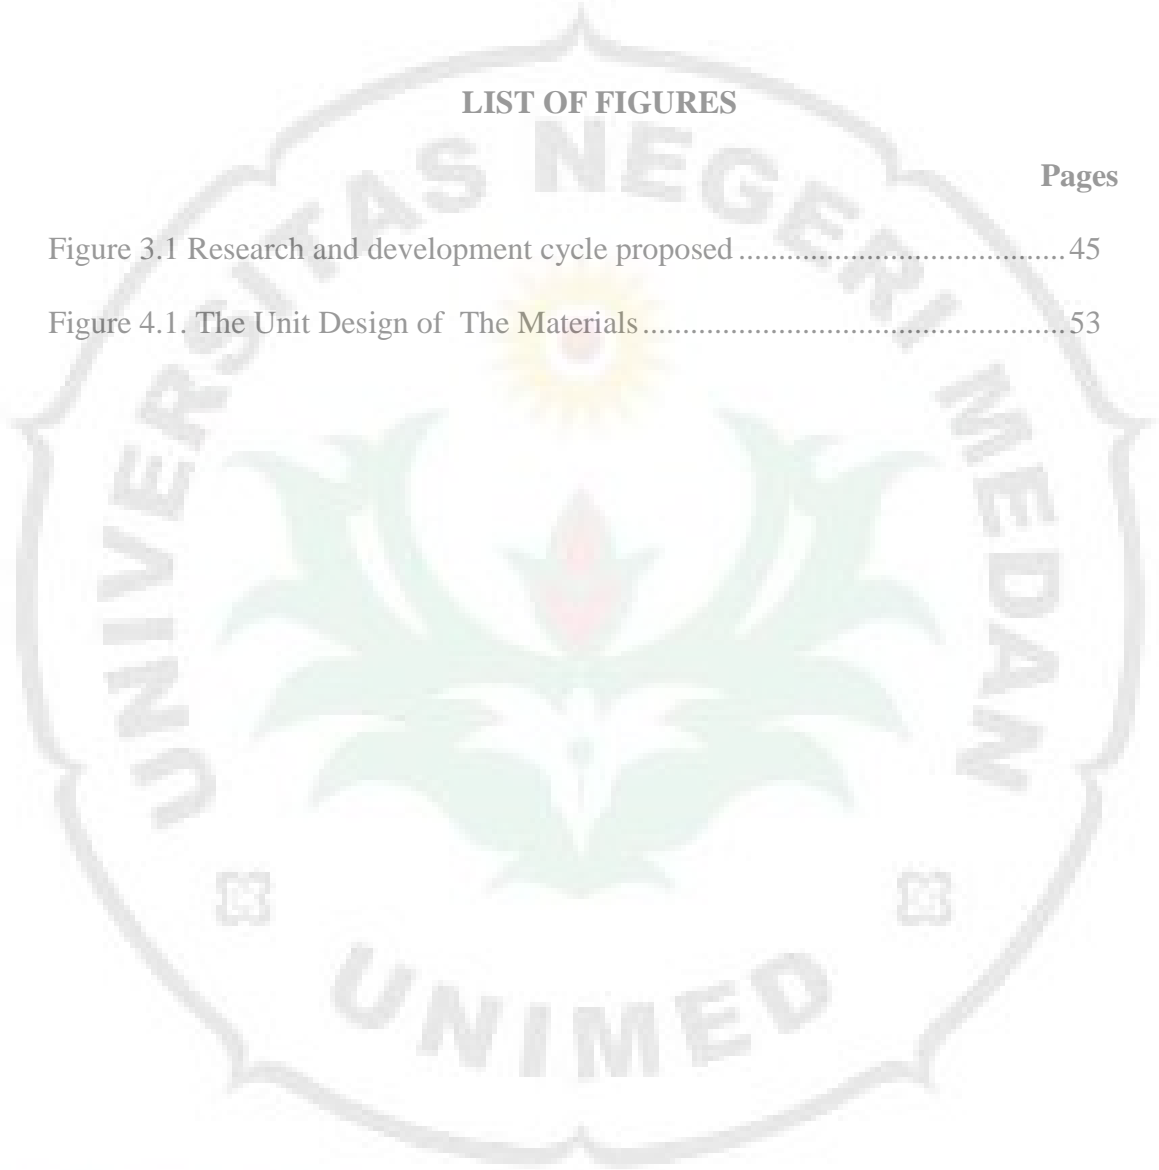 LIST OF FIGURES
Pages
Figure 3.1 Research and development cycle proposed .......................................... 45
Figure 4.1. The Unit Design of  The Materials ...................................................... 53
UNIVERSITAS NEGERI MEDAN
UNIMED